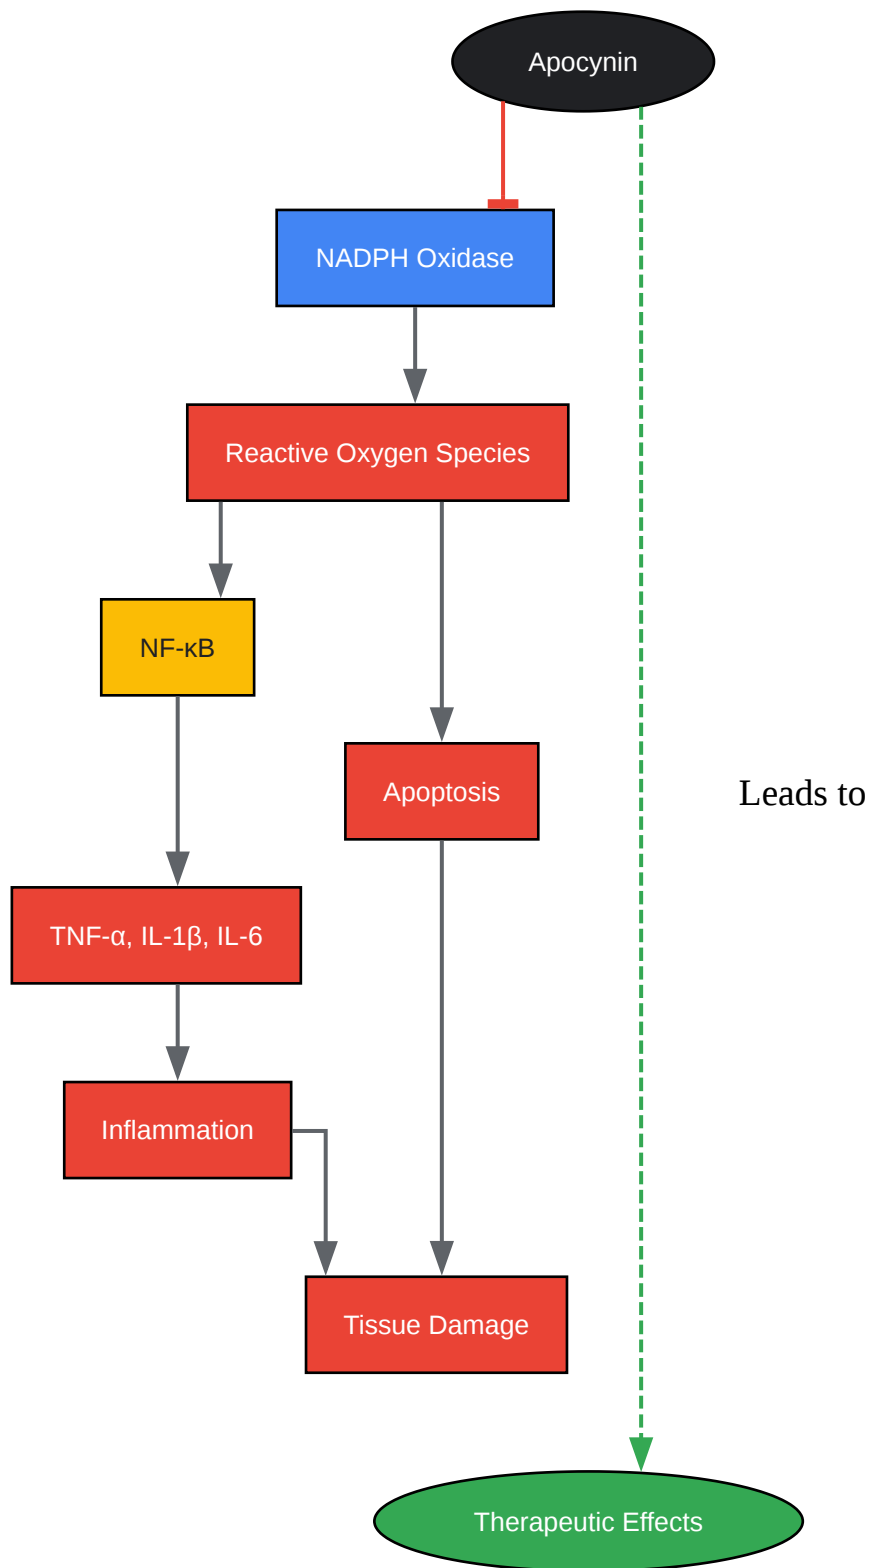 Apocynin
NADPH Oxidase
Reactive Oxygen Species
NF-κB
Apoptosis
Leads to
TNF-α, IL-1β, IL-6
Inflammation
Tissue Damage
Therapeutic Effects